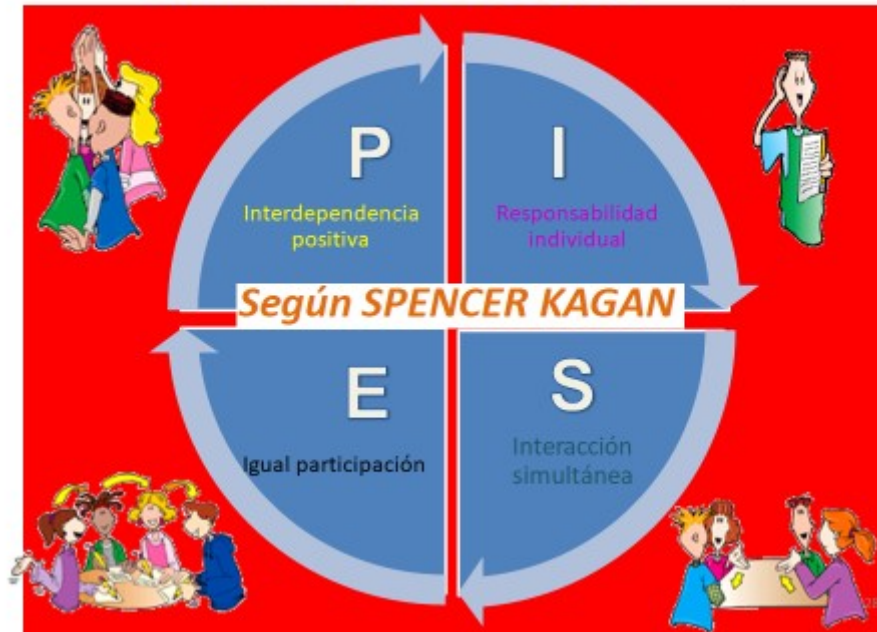 P
Interdependencia
positiva
I
Responsabilidad
individual
Según SPENCER KAGAN
E
Igual participación
S
Interacción
simultánea